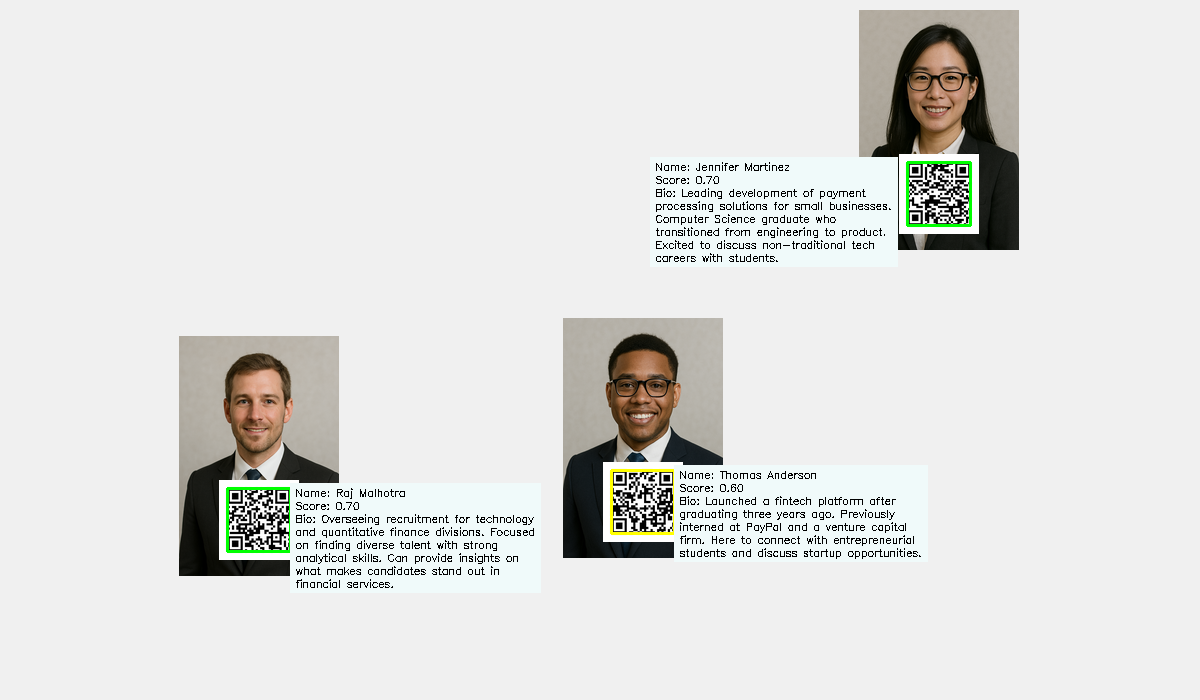 Name: Jennifer Martinez
Score: 0.70
Bio: Leading development of payment
processing solutions for small businesses.
Computer Science graduate who
transitioned from engineering to product.
Excited to discuss non-traditional tech
careers with students.
Name: Raj Malhotra
Score: 0.70
Bio: Overseeing recruitment for technology
and quantitative finance divisions. Focused
on finding diverse talent with strong
analytical skills. Can provide insights on
what makes candidates stand out in
financial services.
Name: Thomas Anderson
Score: 0.60
Bio: Launched a fintech platform after
graduating three years ago. Previously
interned at PayPal and a venture capital
firm. Here to connect with entrepreneurial
students and discuss startup opportunities.